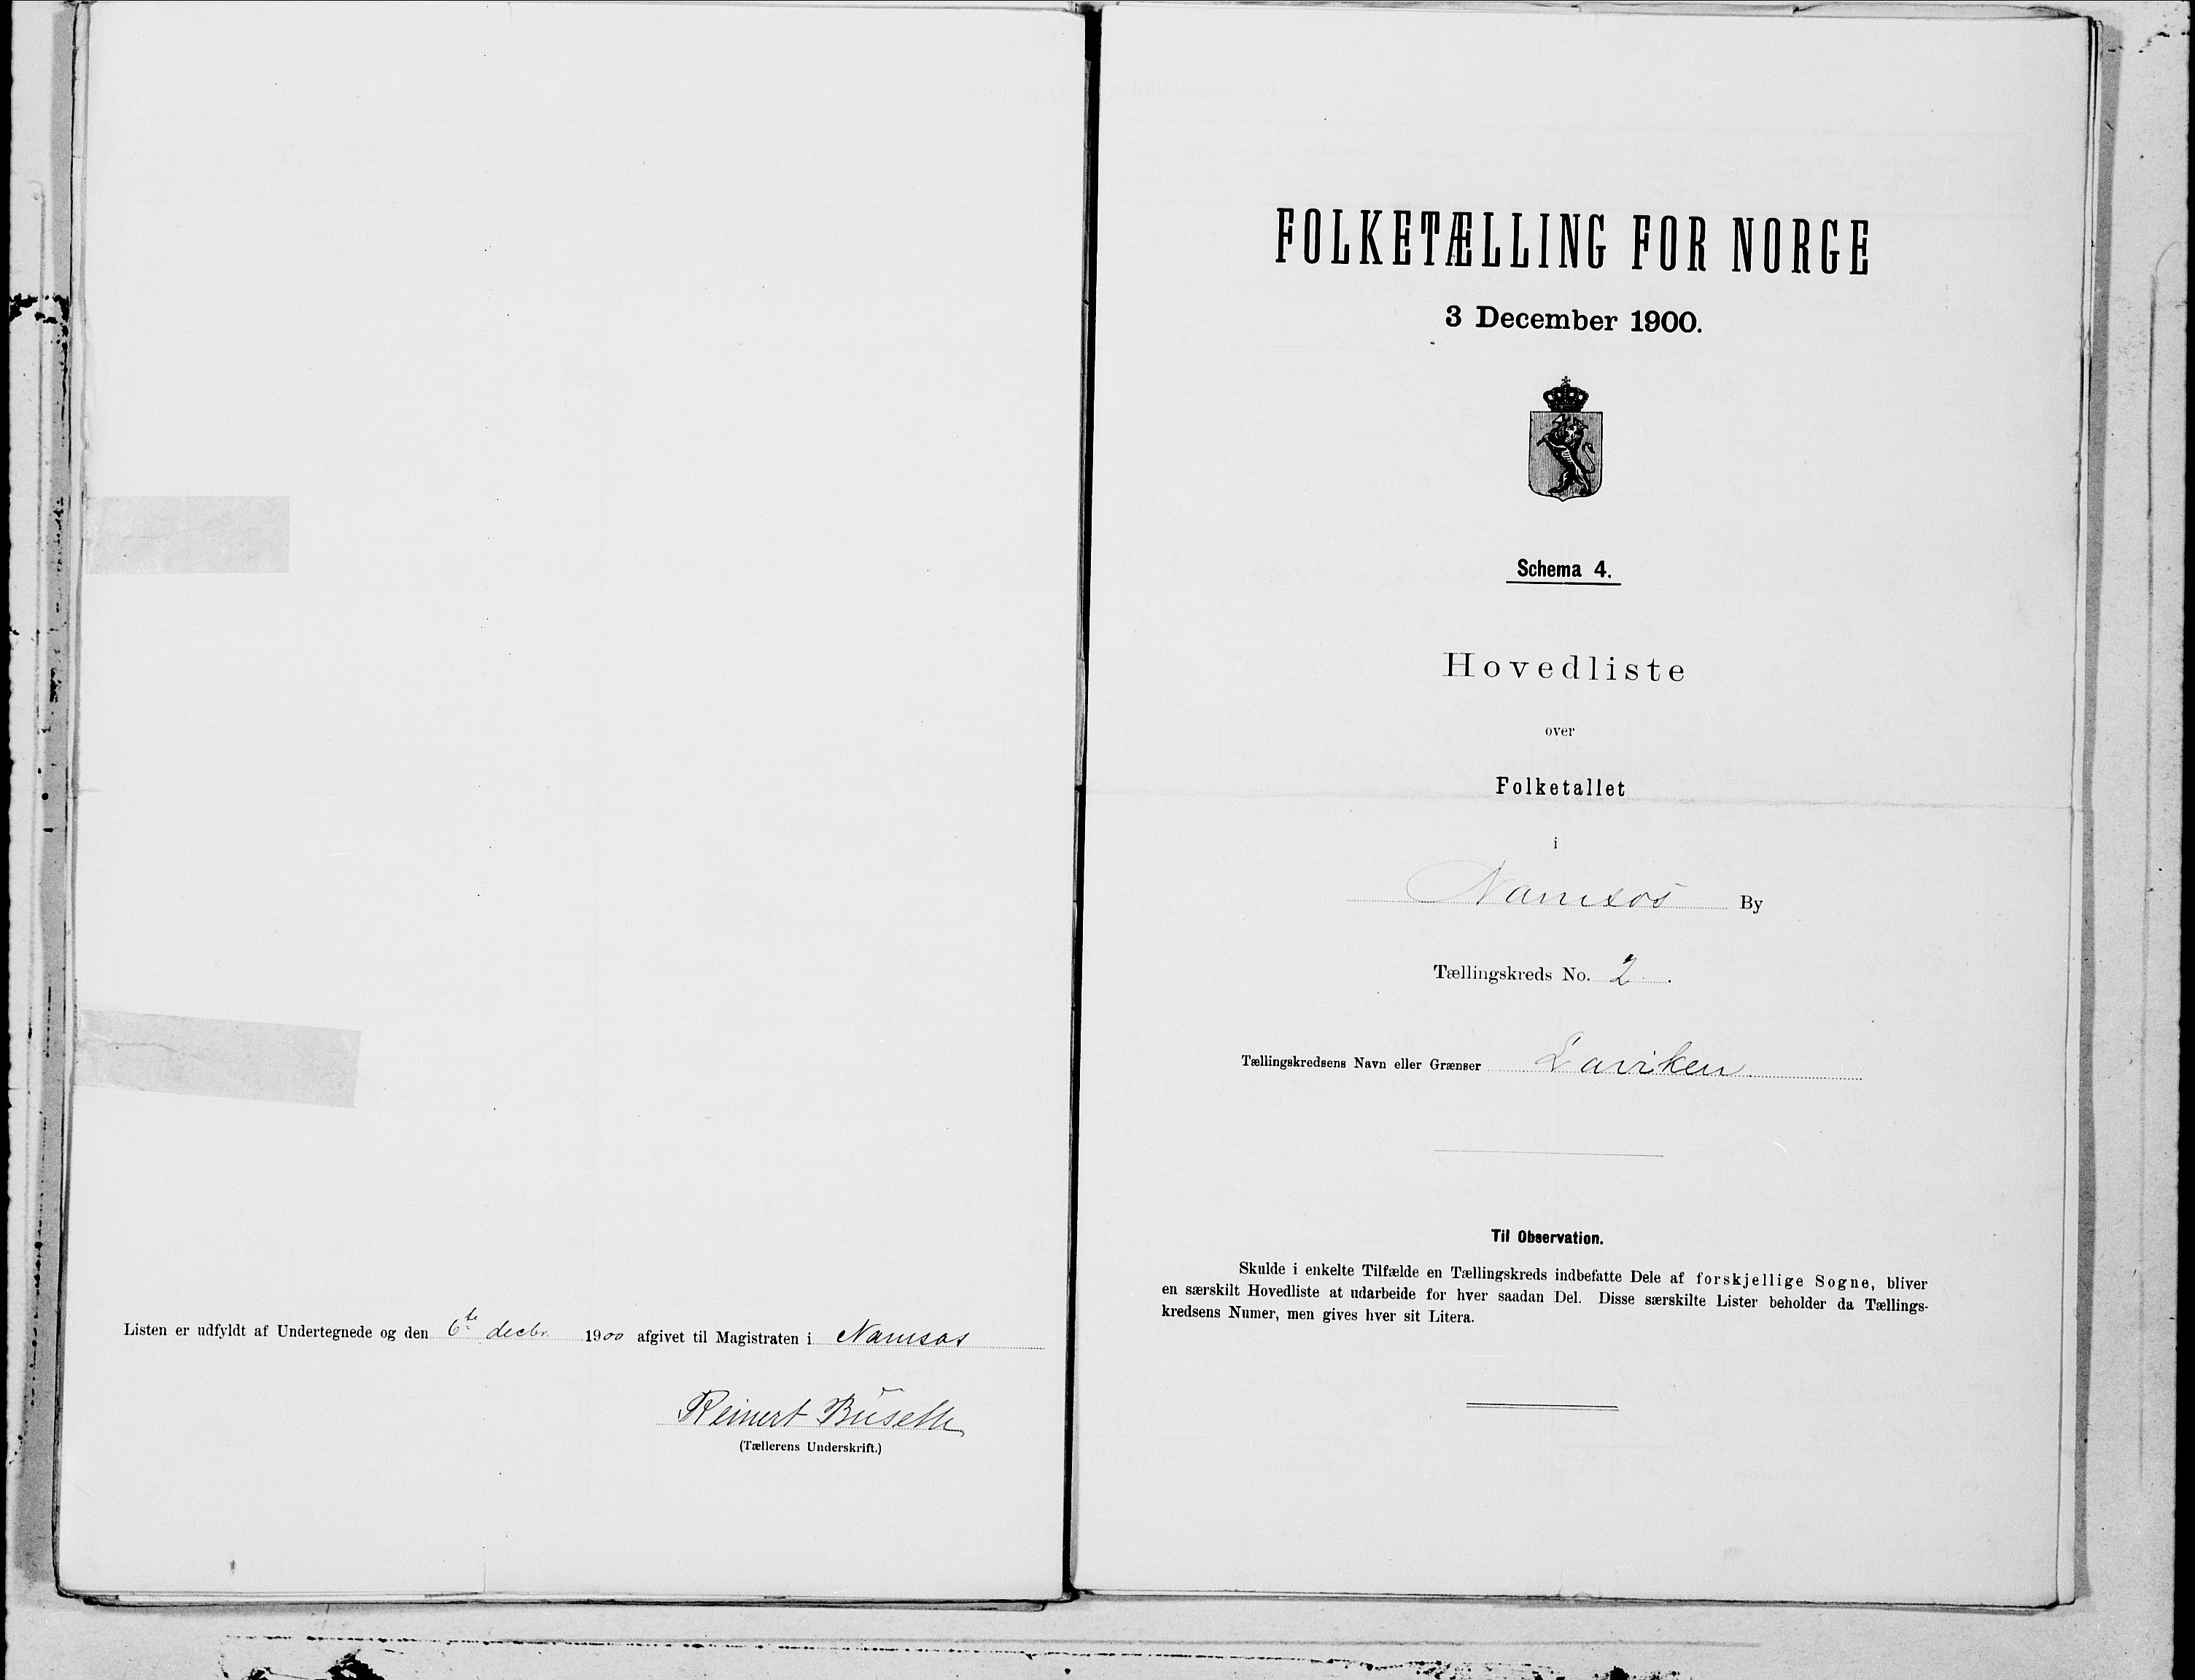 Listen er udfyldt af Undertegnede og den 6te decbr. 1900 afgivet til Magistraten i Namsos
Reinert Buseth
(Tællerens Underskrift.)
FOLKETÆLLING FOR NORGE
3 December 1900.
Schema 4.
Hovedliste
over
Folketallet
i
Namsos By
Tællingskreds No. 2.
Tællingskredsens Navn eller Grænser Laviken.
Til Observation.
Skulde i enkelte Tilfælde en Tællingskreds indbefatte Dele af forskjellige Sogne, bliver
en særskilt Hovedliste at udarbeide for hver saadan Del. Disse særskilte Lister beholder da Tællings-
kredsens Numer, men gives hver sit Litera.